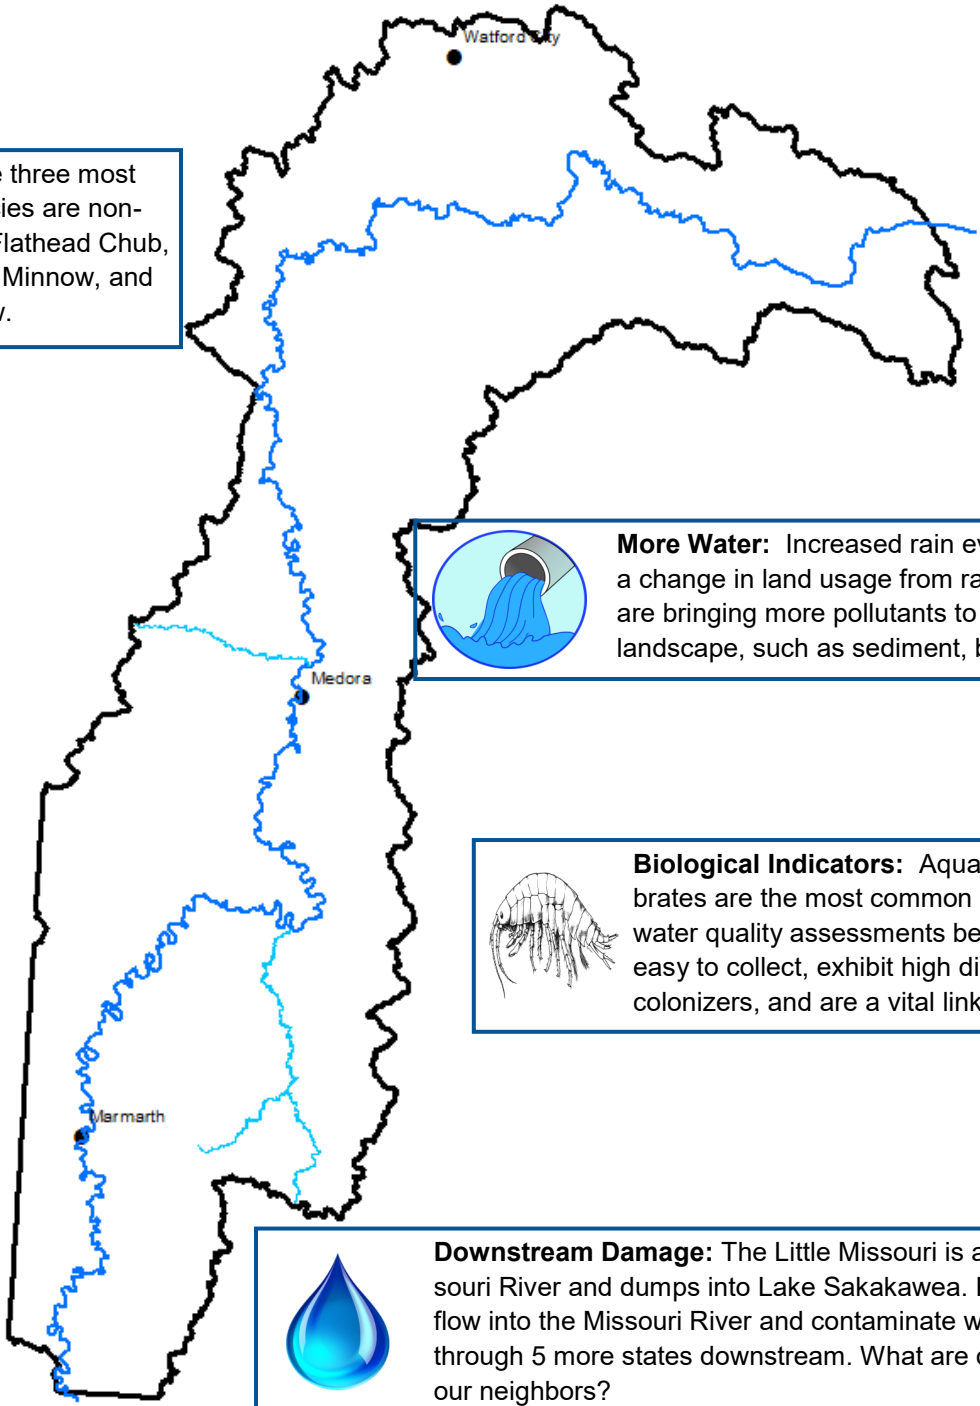 Watford City
three most
ies are non-
Flathead Chub,
Minnow, and
More Water: Increased rain
a change in land usage from
are bringing more pollutants to
landscape, such as sediment,
Medora
Biological Indicators:
brates are the most common
water quality assessments
easy to collect, exhibit high
colonizers, and are a vital link
Marmarth
Downstream Damage: The Little Missouri is
souri River and dumps into Lake Sakakawea.
flow into the Missouri River and contaminate
through 5 more states downstream. What are
our neighbors?